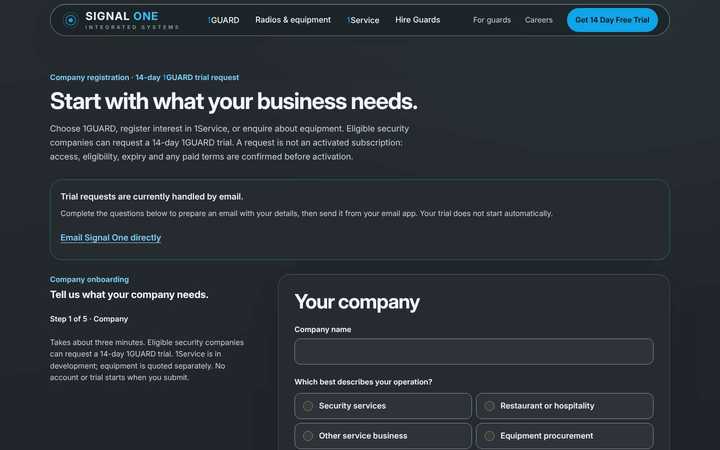 SIGNAL ONE
INTEGRATED SYSTEMS
1GUARD
Radios & equipment
1Service
Hire Guards
For guards
Careers
Get 14 Day Free Trial
Company registration · 14-day 1GUARD trial request
Start with what your business needs.
Choose 1GUARD, register interest in 1Service, or enquire about equipment. Eligible security
companies can request a 14-day 1GUARD trial. A request is not an activated subscription:
access, eligibility, expiry and any paid terms are confirmed before activation.
Trial requests are currently handled by email.
Complete the questions below to prepare an email with your details, then send it from your email app. Your trial does not start automatically.
Email Signal One directly
Company onboarding
Tell us what your company needs.
Step 1 of 5 · Company
Takes about three minutes. Eligible security companies
can request a 14-day 1GUARD trial. 1Service is in
development; equipment is quoted separately. No
account or trial starts when you submit.
Your company
Company name
Which best describes your operation?
Security services
Restaurant or hospitality
Other service business
Equipment procurement